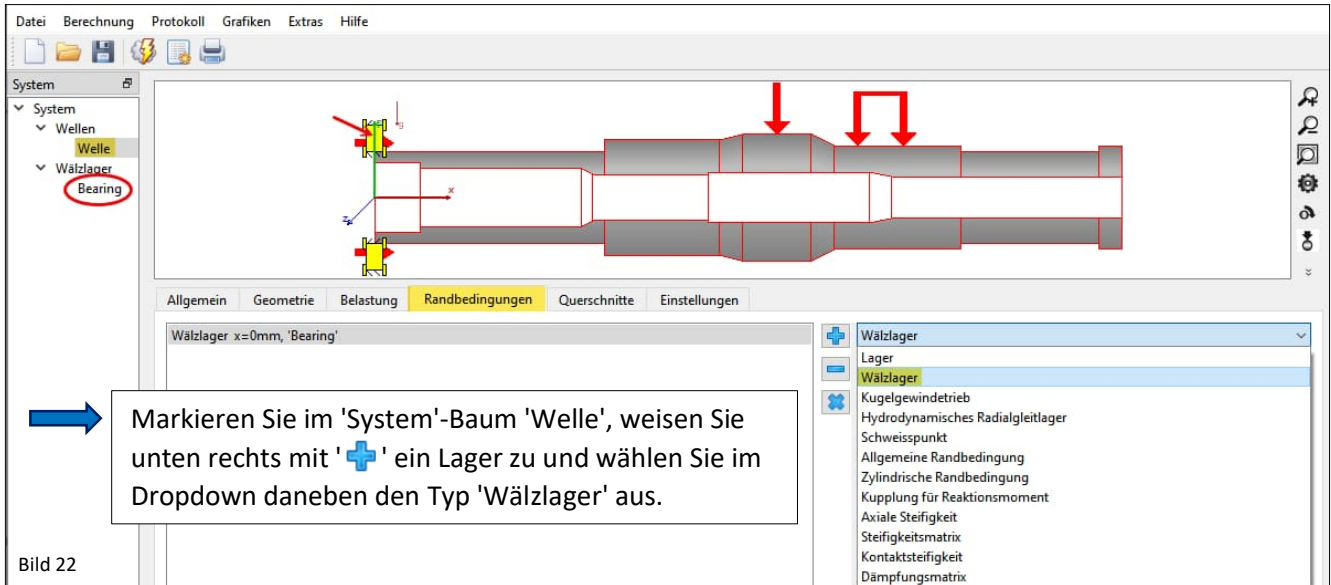 Datei Berechnung Protokoll Grafiken Extras Hilfe
System
System
Wellen
Welle
Wälzlager
Bearing
g
x
z
Allgemein Geometrie Belastung Randbedingungen Querschnitte Einstellungen
Wälzlager x=0mm, 'Bearing'
Wälzlager
Lager
Wälzlager
Kugelgewindetrieb
Hydrodynamisches Radialgleitlager
Schweisspunkt
Allgemeine Randbedingung
Zylindrische Randbedingung
Kupplung für Reaktionsmoment
Axiale Steifigkeit
Steifigkeitsmatrix
Kontaktsteifigkeit
Dämpfungsmatrix
Markieren Sie im 'System'-Baum 'Welle', weisen Sie
unten rechts mit ' ' ein Lager zu und wählen Sie im
Dropdown daneben den Typ 'Wälzlager' aus.
Bild 22